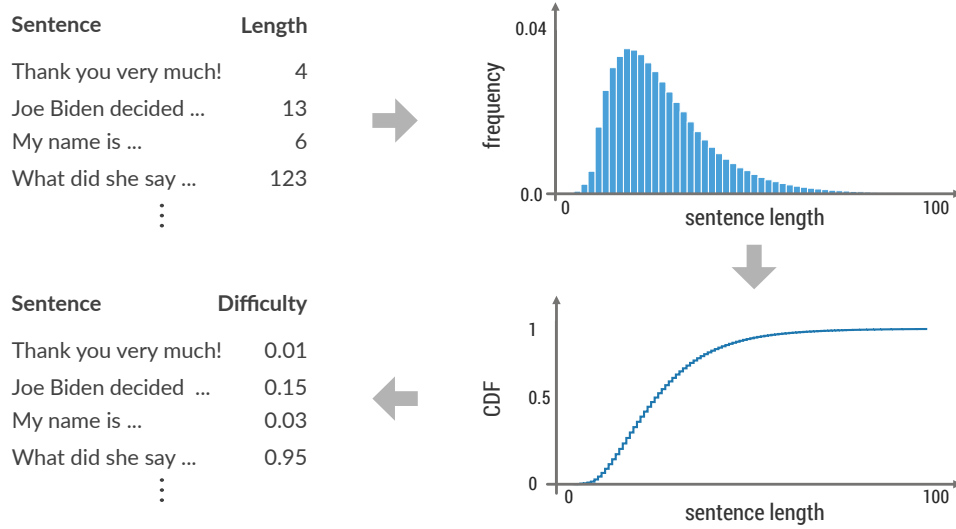 Sentence Length
Thank you very much! 4
Joe Biden decided ... 13
My name is ... 6
What did she say ... 123
0.04
frequency
0.0
0 100
sentence length
Sentence Difficulty
Thank you very much! 0.01
Joe Biden decided ... 0.15
My name is ... 0.03
What did she say ... 0.95
1
0.5
CDF
0
0 100
sentence length